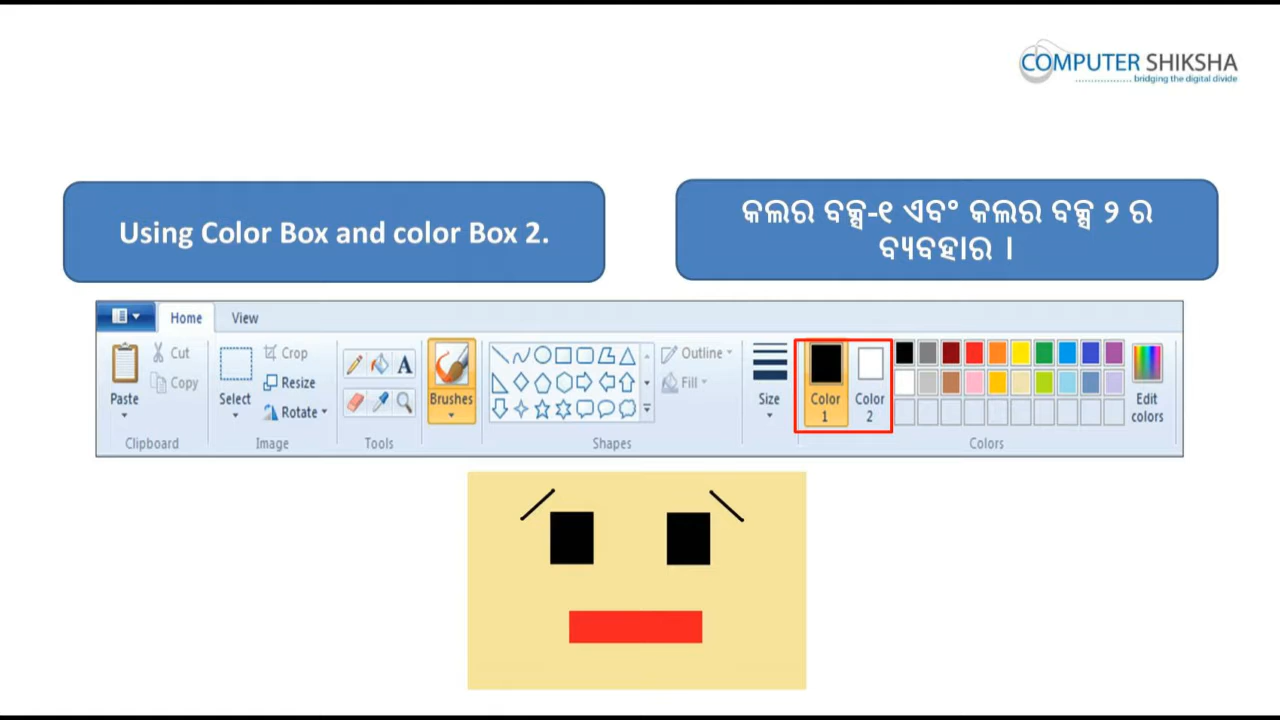 COMPUTER SHIKSHA
bridging the digital divide
Using Color Box and color Box 2.
କଲର ବକ୍ସ-୧ ଏବଂ କଲର ବକ୍ସ ୨ ର
ବ୍ୟବହାର ।
Home View
Cut
Copy
Paste
Clipboard
Crop
Resize
Rotate
Select
Image
A
Tools
Brushes
Outline
Fill
Shapes
Size
Color
1
Color
2
Edit
colors
Colors